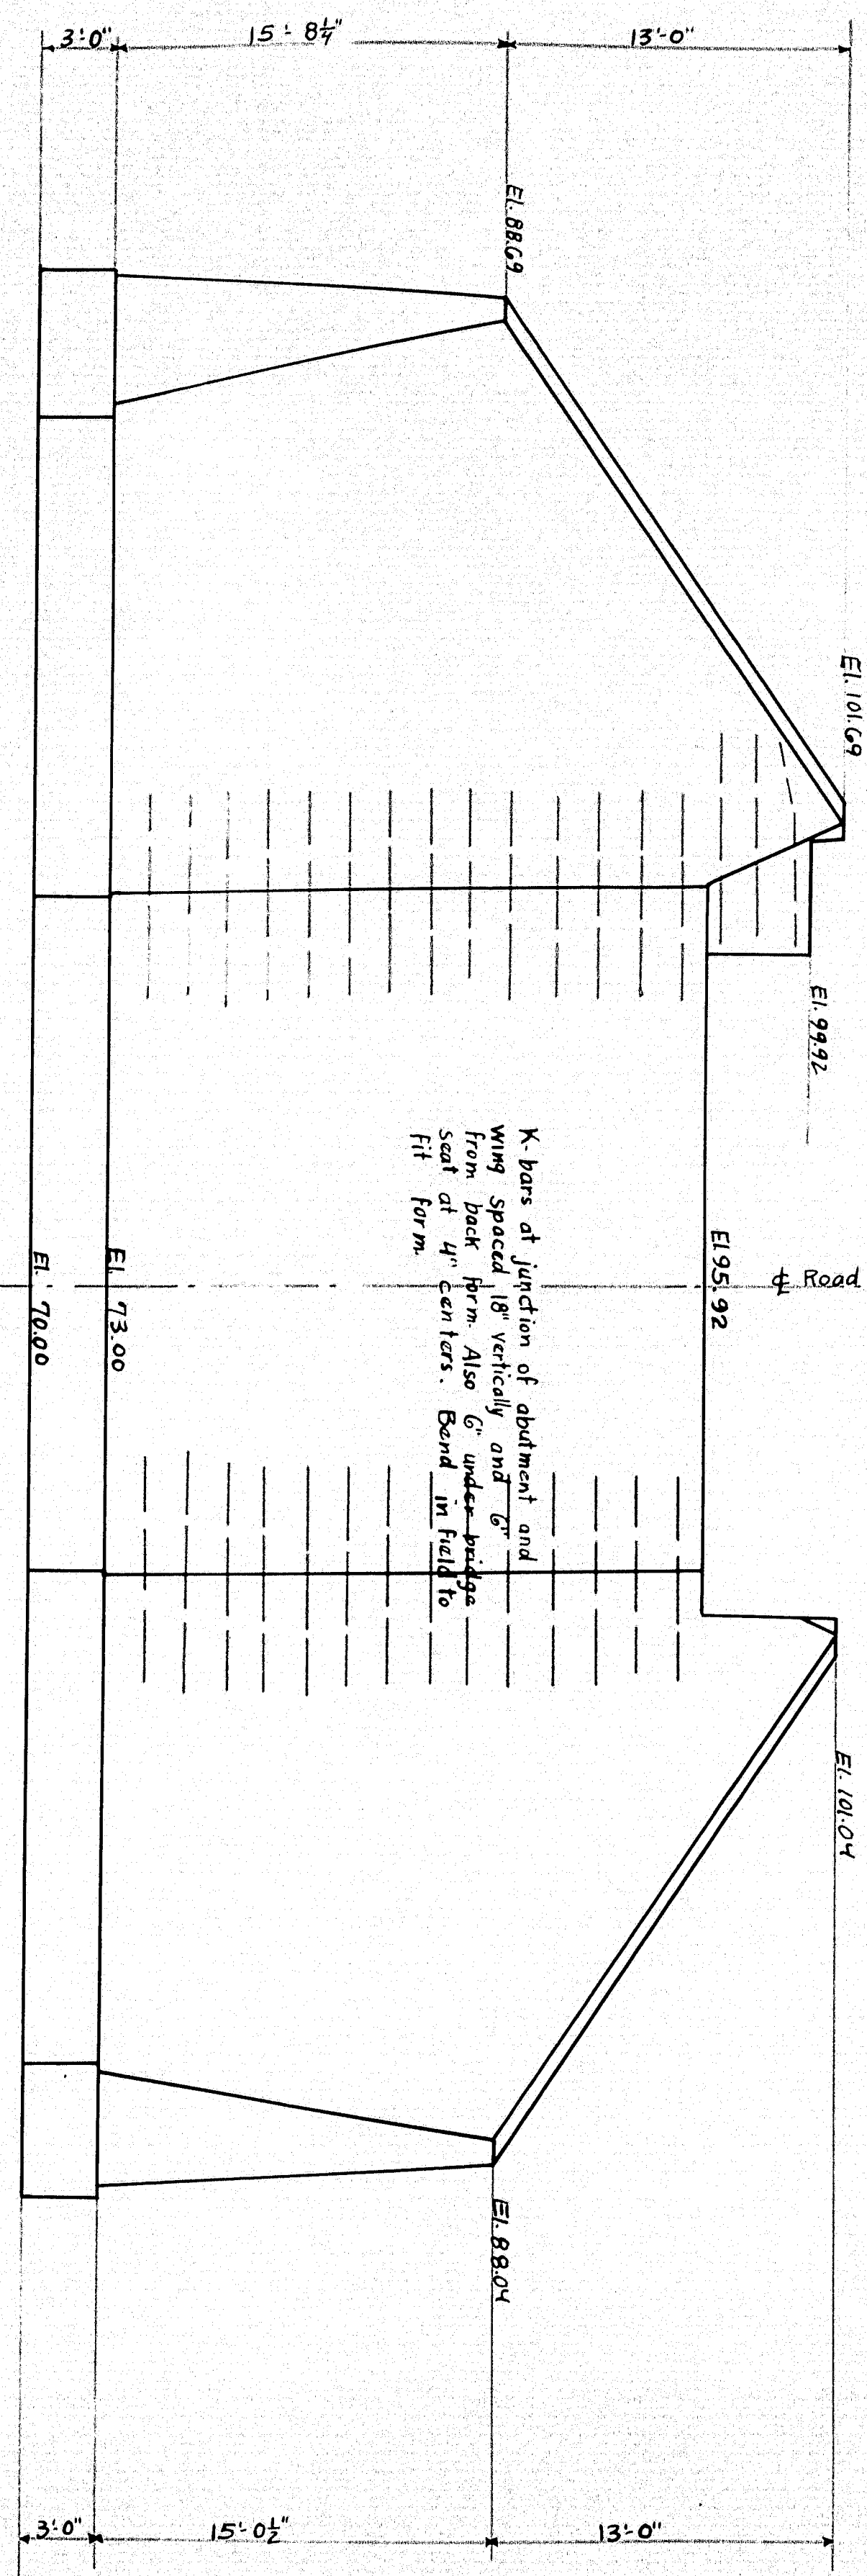 3'-0"
15'-8¼"
13'-0"
El. 88.69
El. 101.69
El. 99.92
El. 95.92
℄ Road
K-bars at junction of abutment and
wing spaced 18" vertically and 6"
from back form. Also 6" under bridge
seat at 4" centers. Bend in field to
fit form.
El. 73.00
El. 70.00
El. 101.04
El. 88.04
3'-0"
15'-0½"
13'-0"